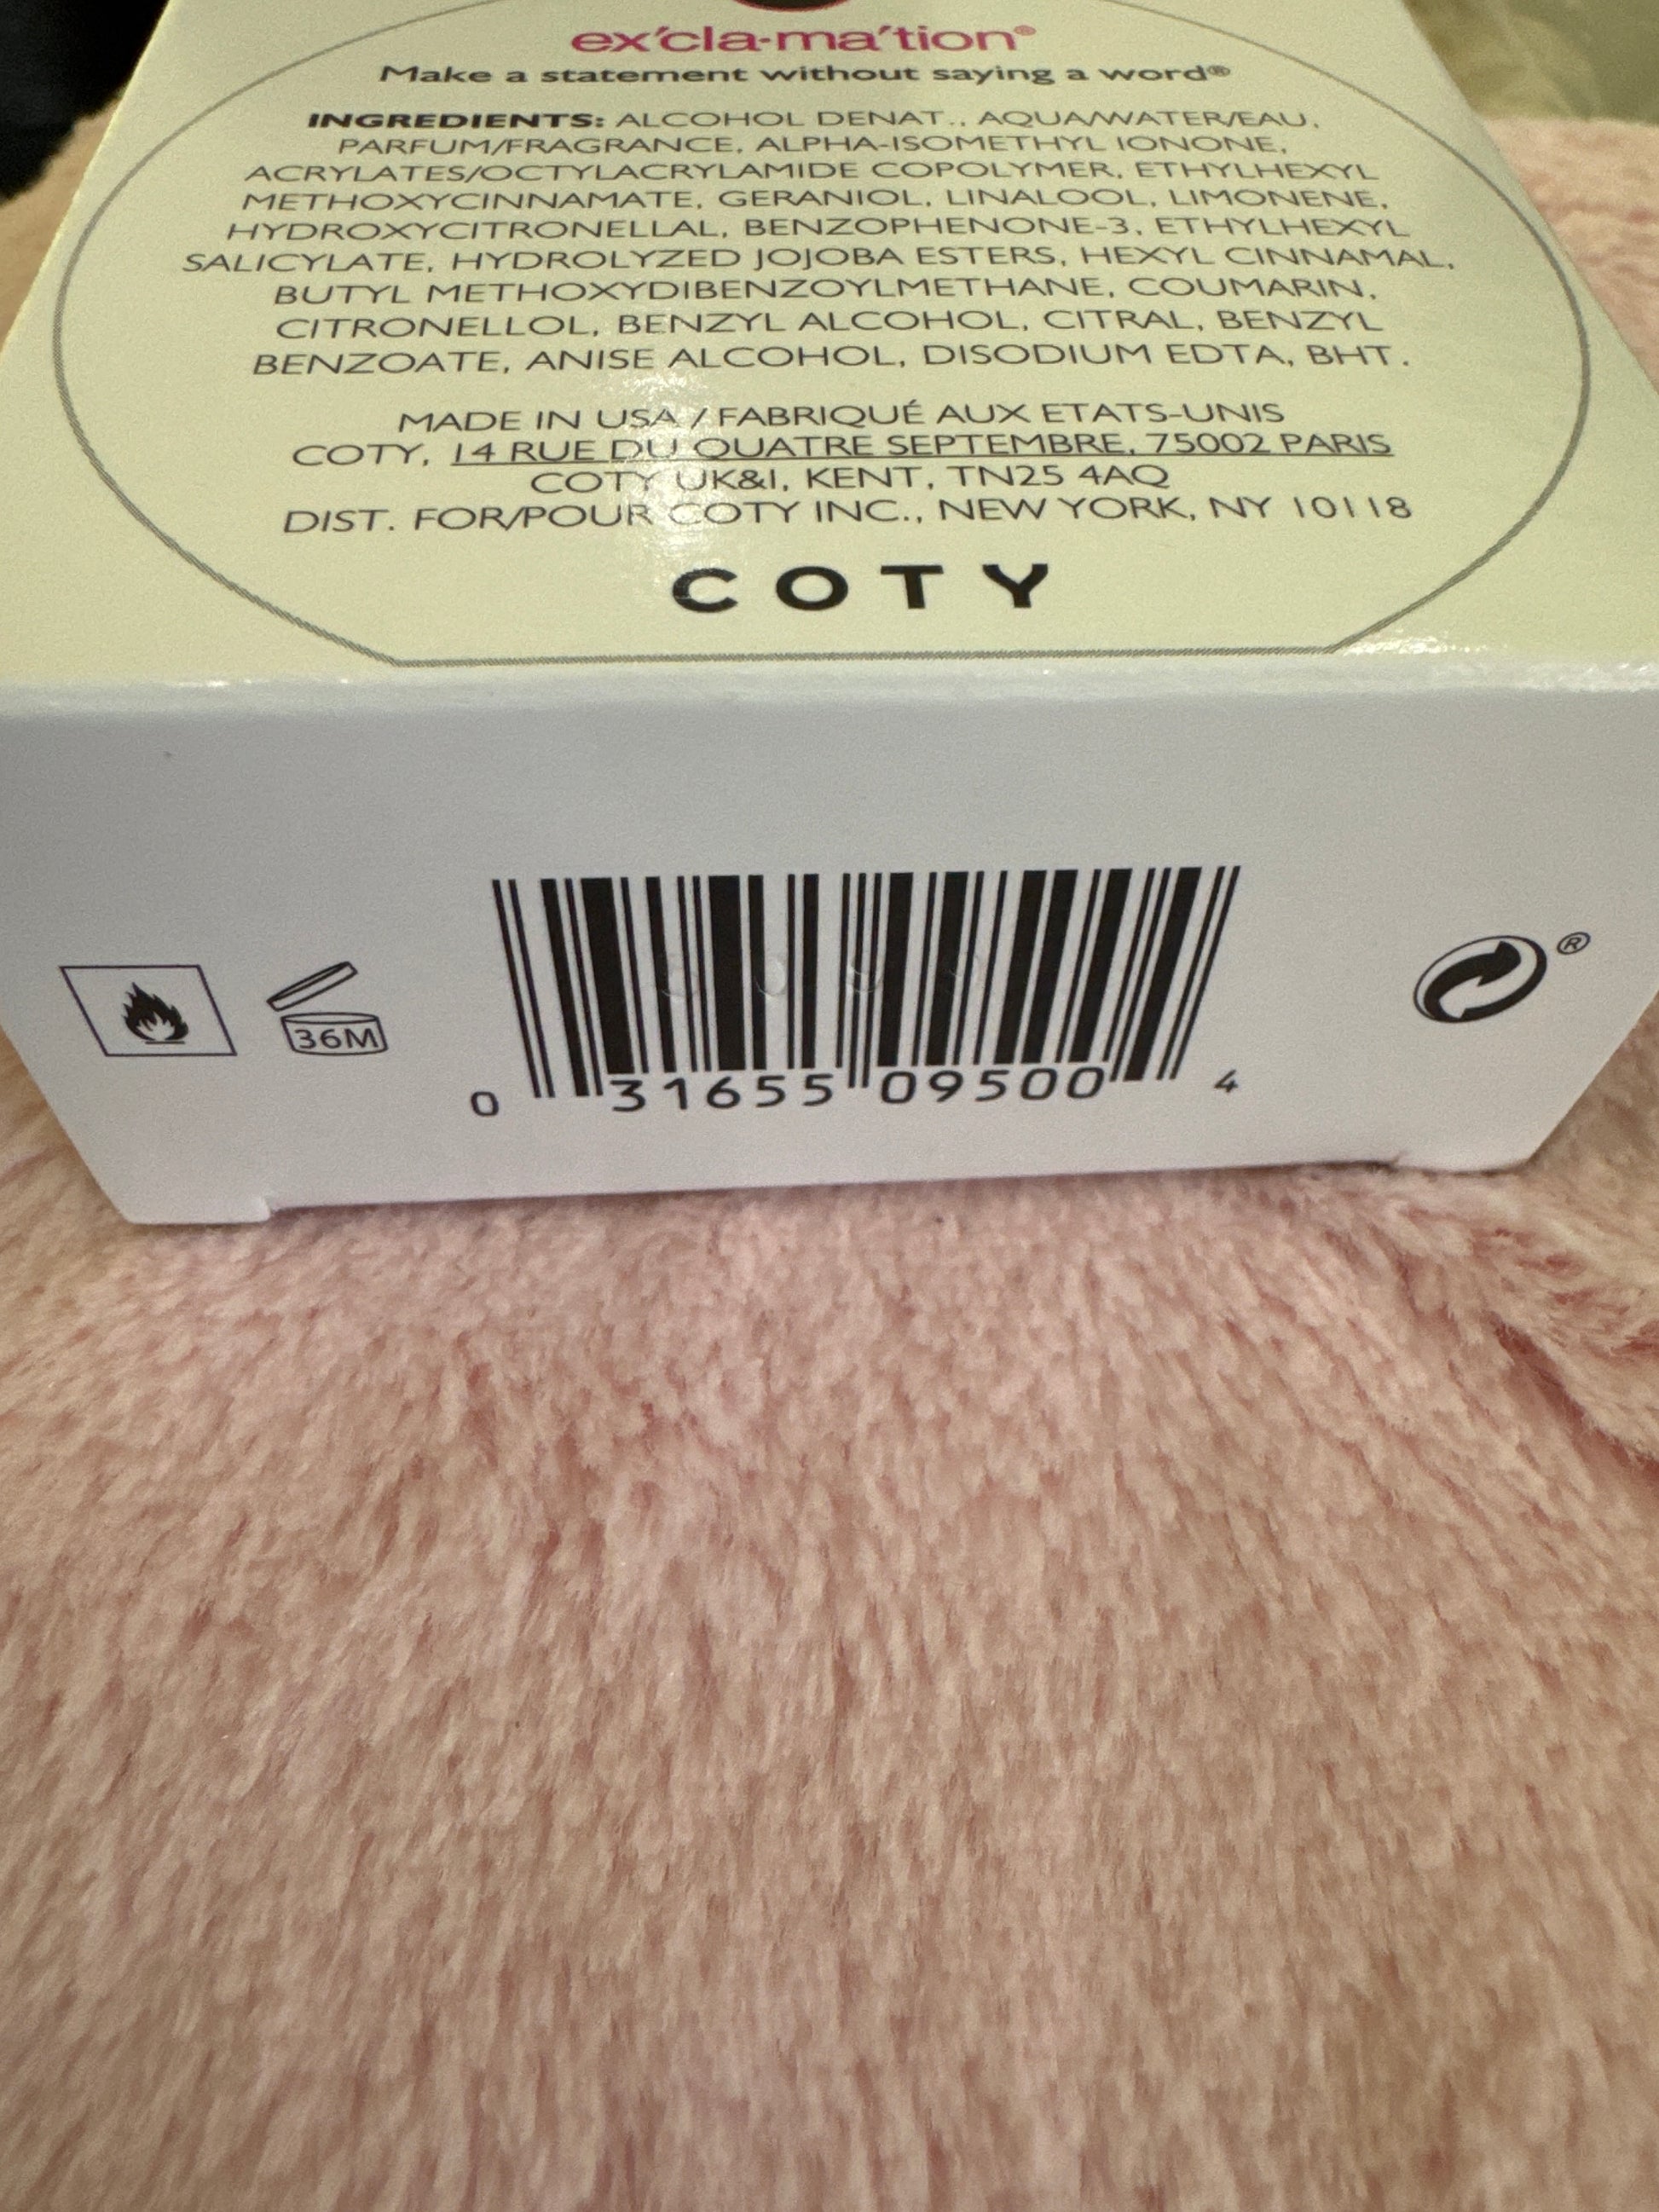 ex'cla·ma'tion®
Make a statement without saying a word®
INGREDIENTS: ALCOHOL DENAT., AQUA/WATER/EAU,
PARFUM/FRAGRANCE, ALPHA-ISOMETHYL IONONE,
ACRYLATES/OCTYLACRYLAMIDE COPOLYMER, ETHYLHEXYL
METHOXYCINNAMATE, GERANIOL, LINALOOL, LIMONENE,
HYDROXYCITRONELLAL, BENZOPHENONE-3, ETHYLHEXYL
SALICYLATE, HYDROLYZED JOJOBA ESTERS, HEXYL CINNAMAL,
BUTYL METHOXYDIBENZOYLMETHANE, COUMARIN,
CITRONELLOL, BENZYL ALCOHOL, CITRAL, BENZYL
BENZOATE, ANISE ALCOHOL, DISODIUM EDTA, BHT.
MADE IN USA / FABRIQUÉ AUX ETATS-UNIS
COTY, 14 RUE DU QUATRE SEPTEMBRE, 75002 PARIS
COTY UK&I, KENT, TN25 4AQ
DIST. FOR/POUR COTY INC., NEW YORK, NY 10118
COTY
36M
®
0 31655 09500 4